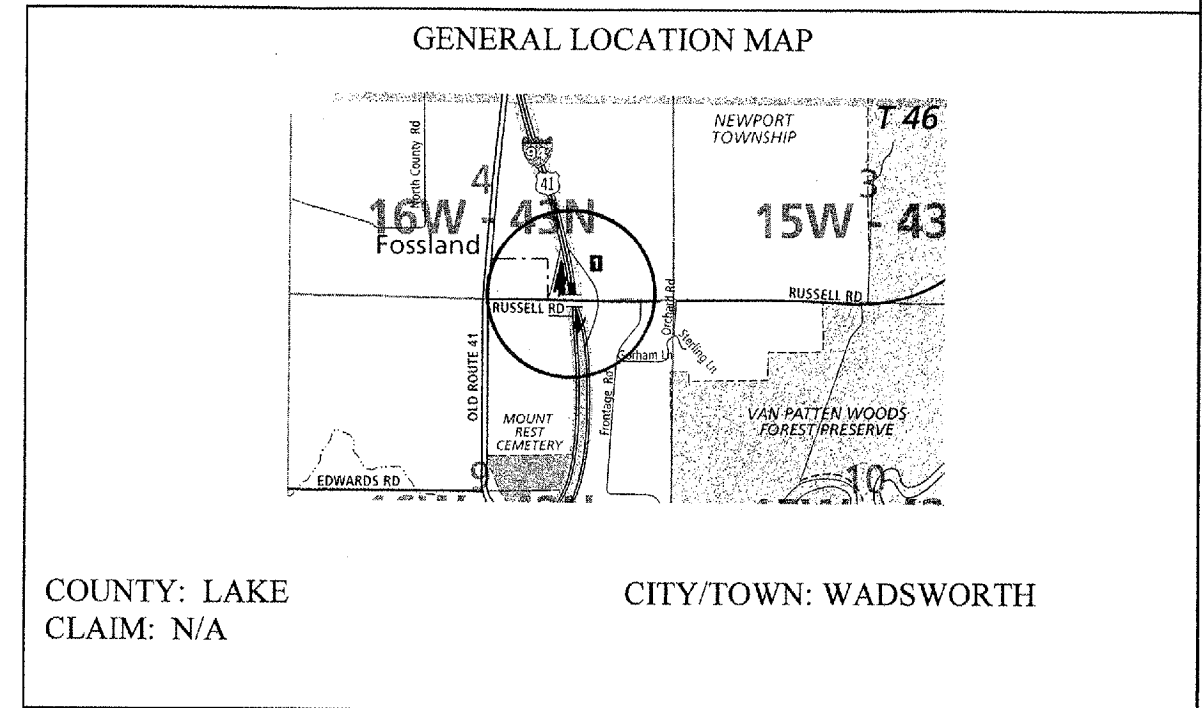 GENERAL LOCATION MAP
NEWPORT
TOWNSHIP
T 46
North County Rd
94
41
4
3
16W - 43N
15W - 43
Fossland
1
RUSSELL RD
RUSSELL RD
Orchard Rd
Sterling Ln
Gorham Ln
OLD ROUTE 41
Frontage Rd
MOUNT
REST
CEMETERY
VAN PATTEN WOODS
FOREST PRESERVE
9
10
EDWARDS RD
COUNTY: LAKE
CITY/TOWN: WADSWORTH
CLAIM: N/A